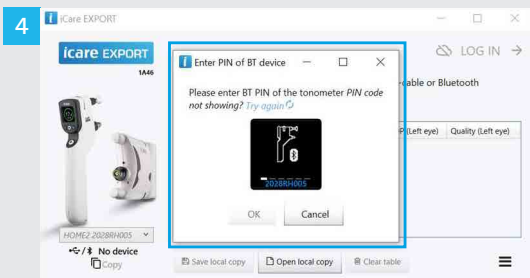 4
iCare EXPORT
icare EXPORT
1A46
LOG IN
Enter PIN of BT device
Please enter BT PIN of the tonometer PIN code
not showing? Try again
2028RH005
OK Cancel
-cable or Bluetooth
(Left eye) Quality (Left eye)
HOME2 2028RH005
/ No device
Copy
Save local copy Open local copy Clear table